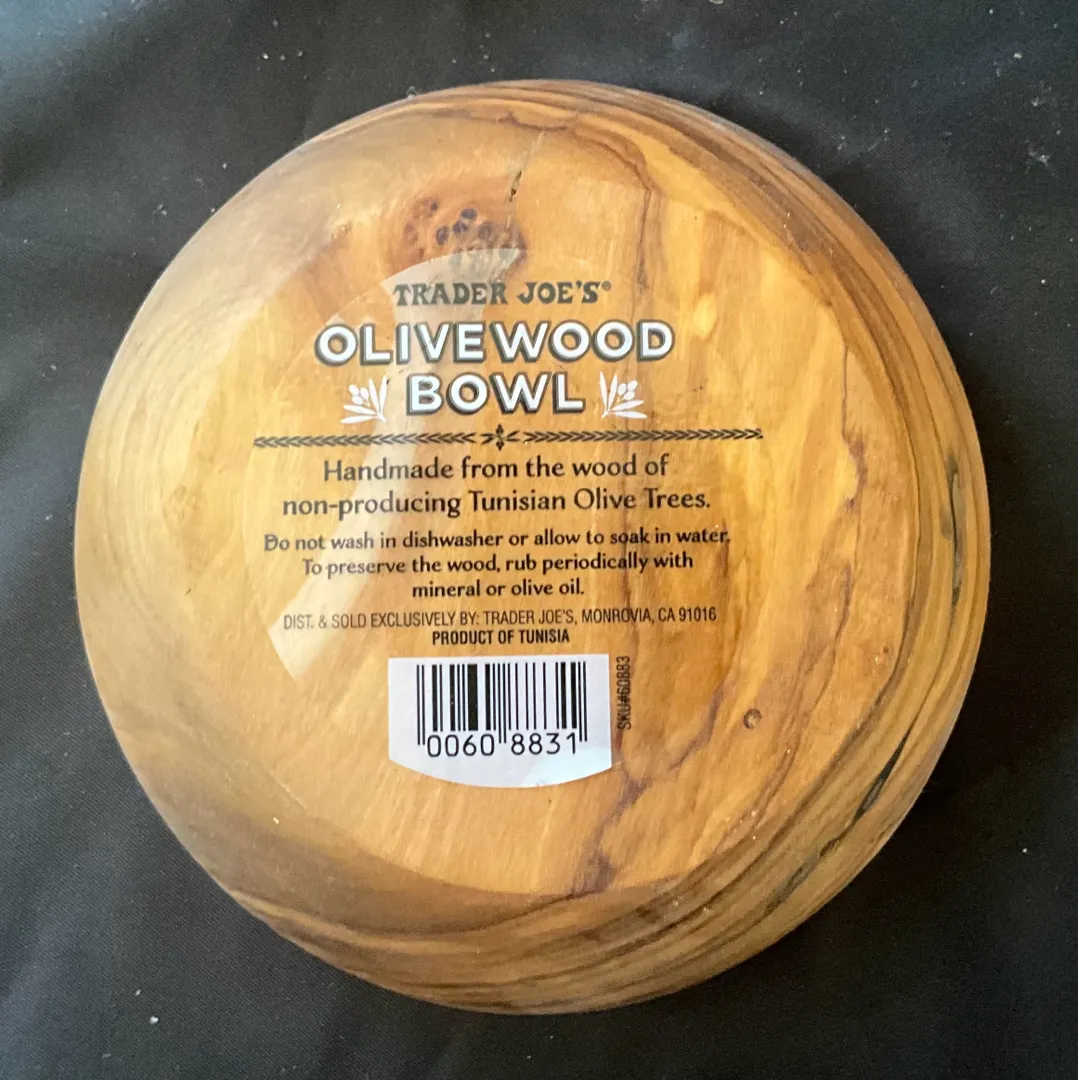 TRADER JOE'S®
OLIVEWOOD
BOWL
Handmade from the wood of
non-producing Tunisian Olive Trees.
Do not wash in dishwasher or allow to soak in water.
To preserve the wood, rub periodically with
mineral or olive oil.
DIST. & SOLD EXCLUSIVELY BY: TRADER JOE'S, MONROVIA, CA 91016
PRODUCT OF TUNISIA
SKU#60883
0060 8831